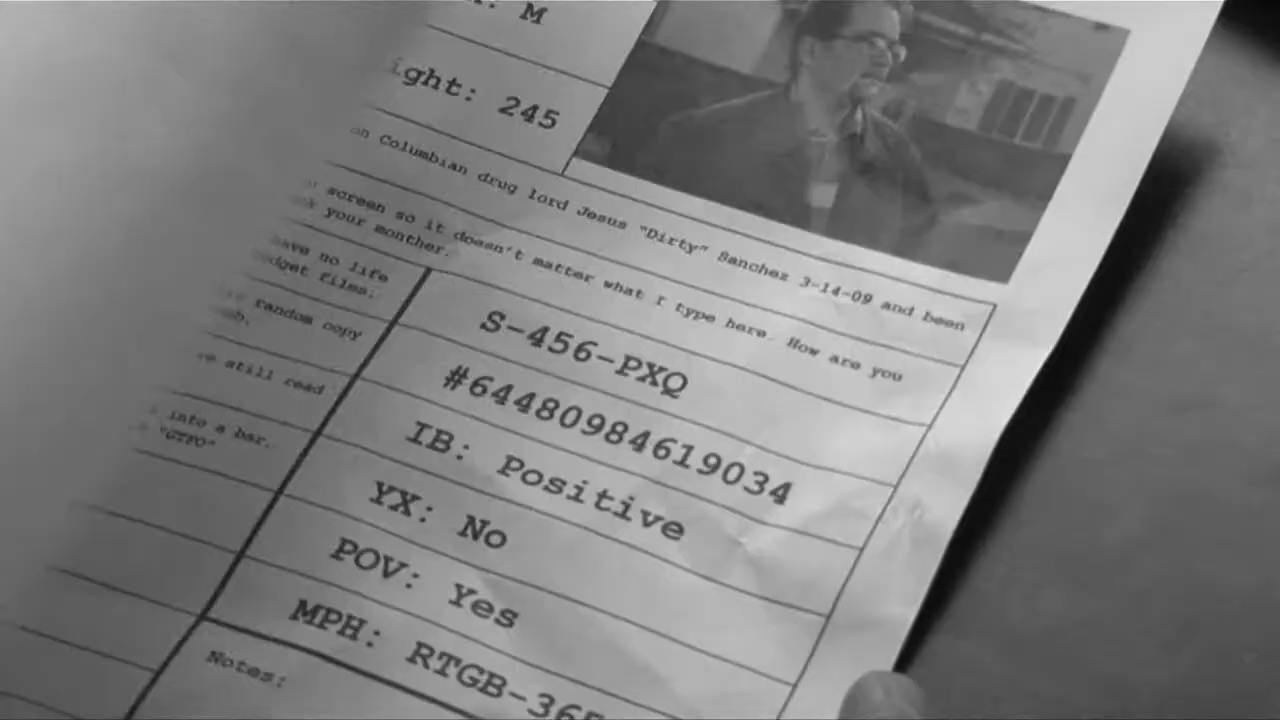 : M
ight: 245
on Columbian drug lord Jesus "Dirty" Sanchez 3-14-09 and been
screen so it doesn't matter what I type here. How are you
your monther.
ave no life
dget films;
random copy
still read
into a bar.
"GTFO"
S-456-PXQ
#64480984619034
IB: Positive
YX: No
POV: Yes
MPH: RTGB-365
Notes: